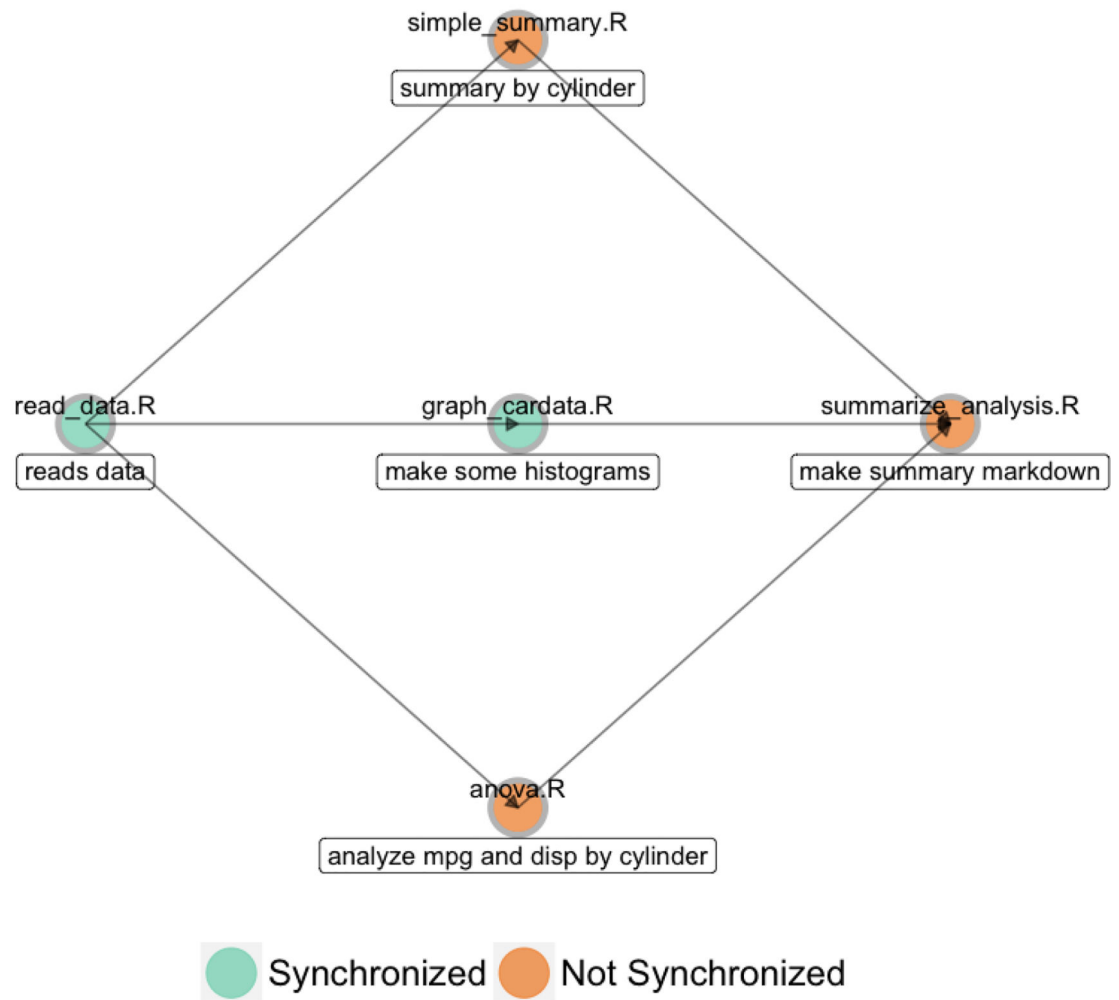 simple_summary.R
summary by cylinder
read_data.R
graph_cardata.R
summarize_analysis.R
reads data
make some histograms
make summary markdown
anova.R
analyze mpg and disp by cylinder
Synchronized
Not Synchronized